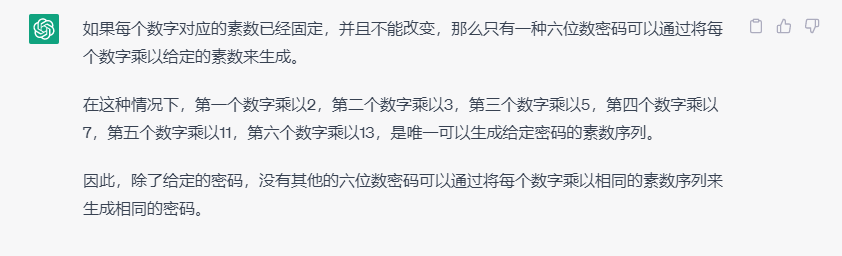 如果每个数字对应的素数已经固定，并且不能改变，那么只有一种六位数密码可以通过将每
个数字乘以给定的素数来生成。
在这种情况下，第一个数字乘以2，第二个数字乘以3，第三个数字乘以5，第四个数字乘以
7，第五个数字乘以11，第六个数字乘以13，是唯一可以生成给定密码的素数序列。
因此，除了给定的密码，没有其他的六位数密码可以通过将每个数字乘以相同的素数序列来
生成相同的密码。